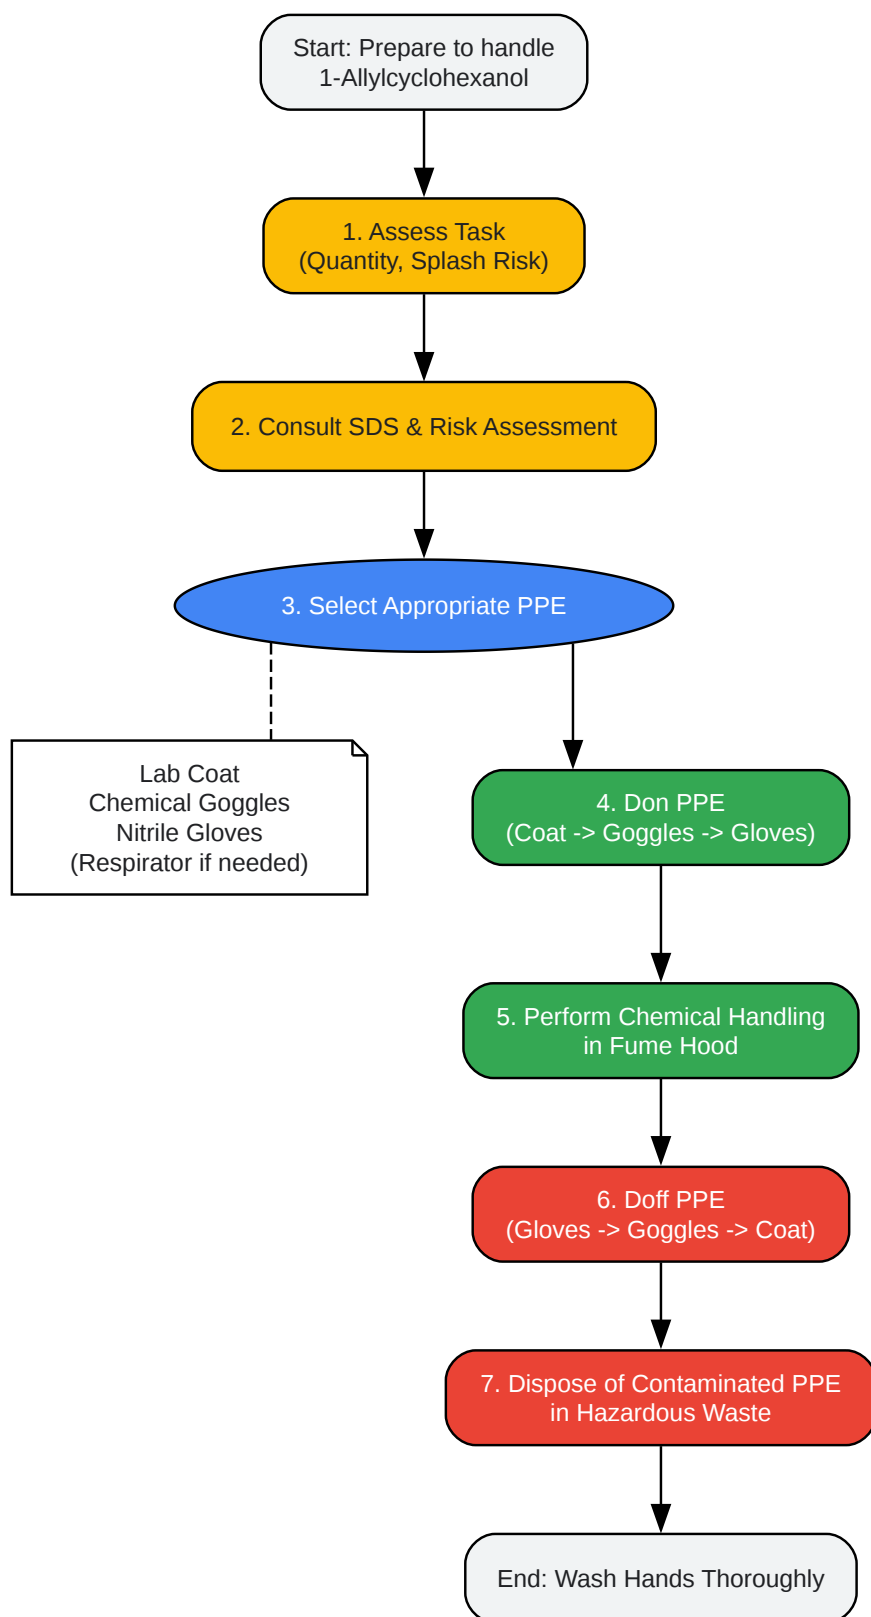 Start: Prepare to handle
1-Allylcyclohexanol
1. Assess Task
(Quantity, Splash Risk)
2. Consult SDS & Risk Assessment
3. Select Appropriate PPE
Lab Coat
Chemical Goggles
Nitrile Gloves
(Respirator if needed)
4. Don PPE
(Coat -> Goggles -> Gloves)
5. Perform Chemical Handling
in Fume Hood
6. Doff PPE
(Gloves -> Goggles -> Coat)
7. Dispose of Contaminated PPE
in Hazardous Waste
End: Wash Hands Thoroughly